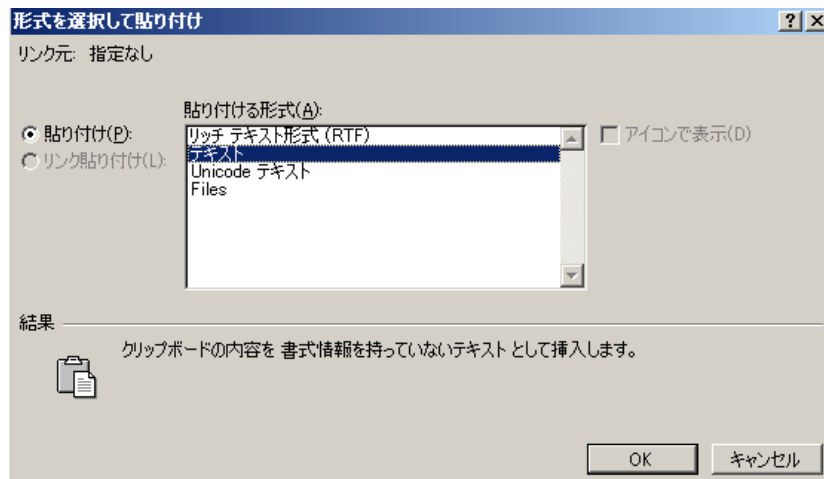 形式を選択して貼り付け
リンク元: 指定なし
貼り付ける形式(A):
貼り付け(P):
リンク貼り付け(L):
リッチ テキスト形式 (RTF)
テキスト
Unicode テキスト
Files
アイコンで表示(D)
結果
クリップボードの内容を 書式情報を持っていないテキスト として挿入します。
OK
キャンセル